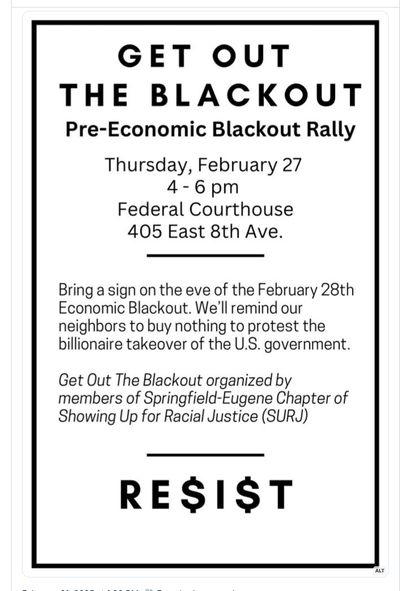 GET OUT
THE BLACKOUT
Pre-Economic Blackout Rally
Thursday, February 27
4 - 6 pm
Federal Courthouse
405 East 8th Ave.
Bring a sign on the eve of the February 28th
Economic Blackout. We'll remind our
neighbors to buy nothing to protest the
billionaire takeover of the U.S. government.
Get Out The Blackout organized by
members of Springfield-Eugene Chapter of
Showing Up for Racial Justice (SURJ)
RE$I$T
ALT